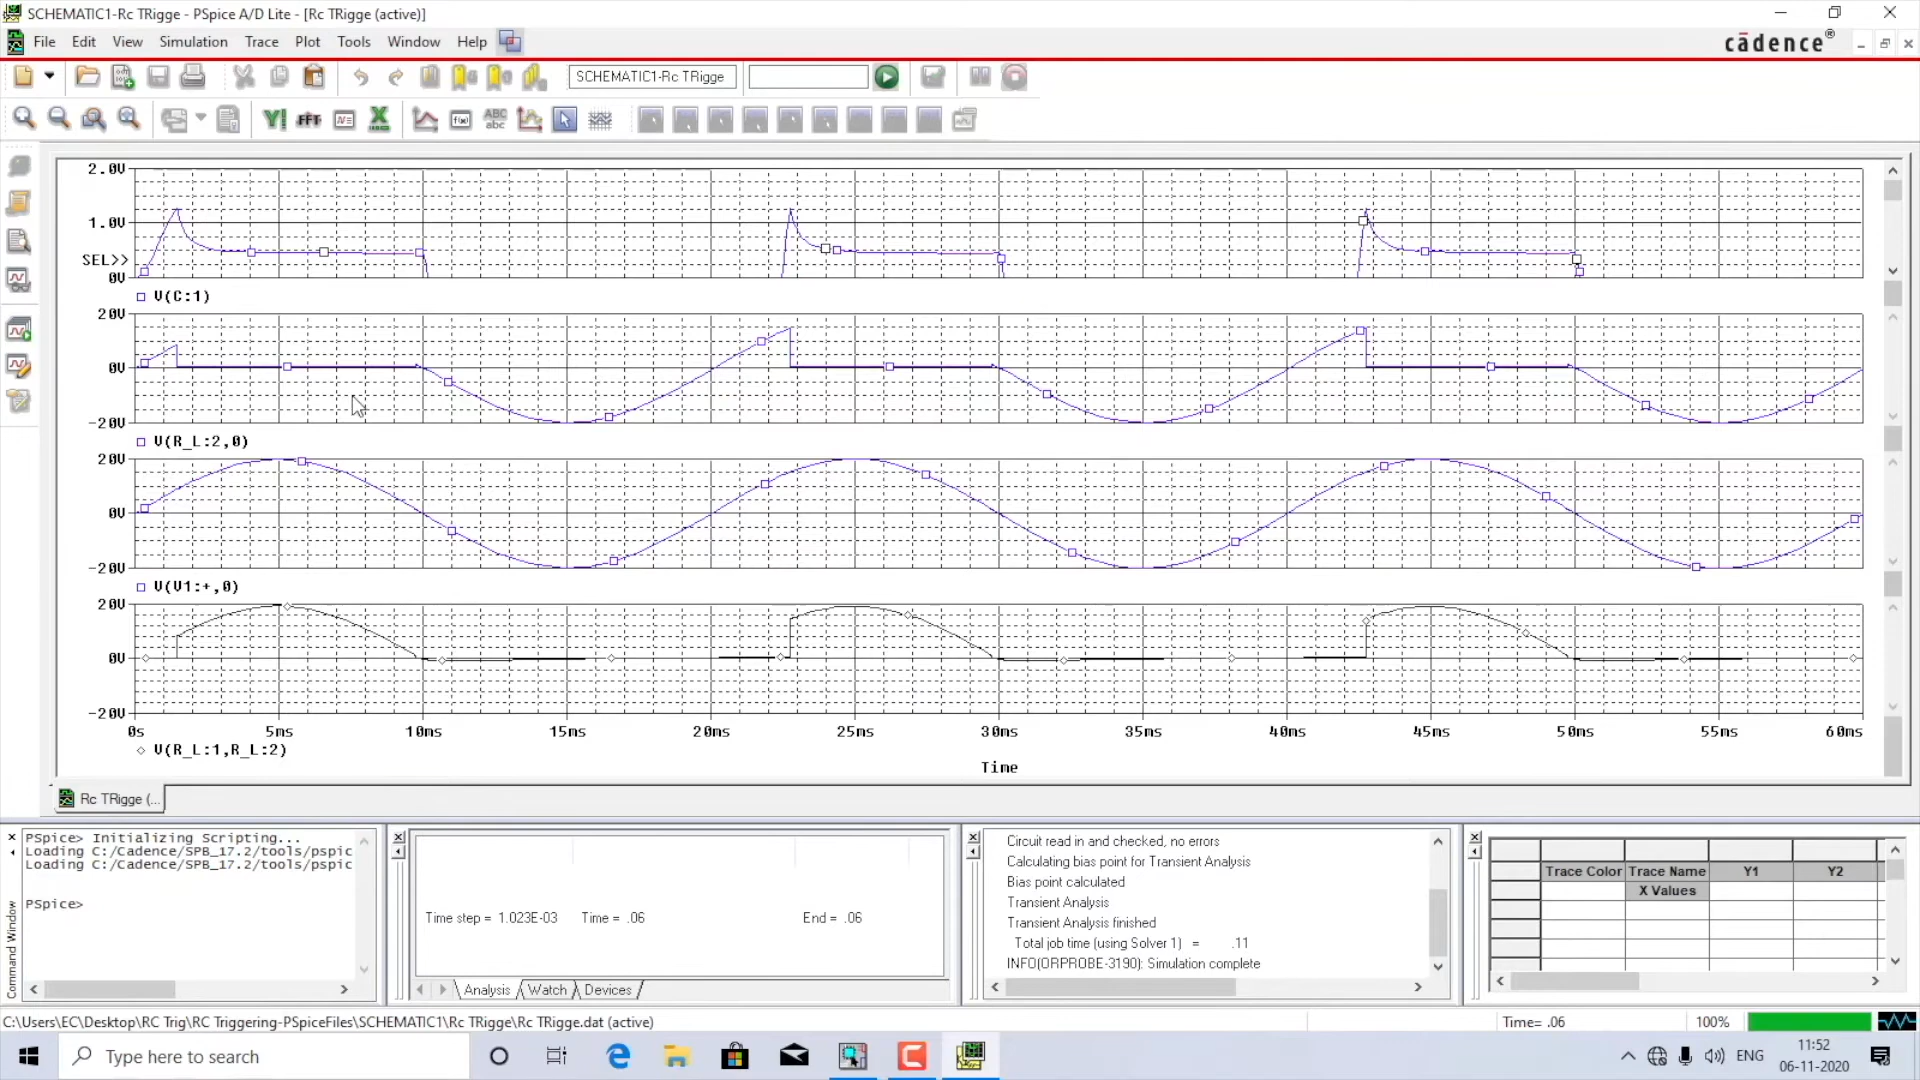 SCHEMATIC1-Rc TRigge - PSpice A/D Lite - [Rc TRigge (active)]
File Edit View Simulation Trace Plot Tools Window Help
cādence®
SCHEMATIC1-Rc TRigge
FFT
ABC
abc
2.0V
1.0V
SEL>>
0V
V(C:1)
20V
0V
-20V
V(R_L:2,0)
20V
0V
-20V
V(V1:+,0)
20V
0V
-20V
0s 5ms 10ms 15ms 20ms 25ms 30ms 35ms 40ms 45ms 50ms 55ms 60ms
V(R_L:1,R_L:2)
Time
Rc TRigge (...
PSpice> Initializing Scripting...
Loading C:/Cadence/SPB_17.2/tools/pspic
Loading C:/Cadence/SPB_17.2/tools/pspic
PSpice>
Command Window
Time step = 1.023E-03 Time = .06 End = .06
Analysis Watch Devices
Circuit read in and checked, no errors
Calculating bias point for Transient Analysis
Bias point calculated
Transient Analysis
Transient Analysis finished
Total job time (using Solver 1) = .11
INFO(ORPROBE-3190): Simulation complete
Trace Color Trace Name Y1 Y2
X Values
C:\Users\EC\Desktop\RC Trig\RC Triggering-PSpiceFiles\SCHEMATIC1\Rc TRigge\Rc TRigge.dat (active)
Time= .06 100%
Type here to search
ENG
11:52
06-11-2020